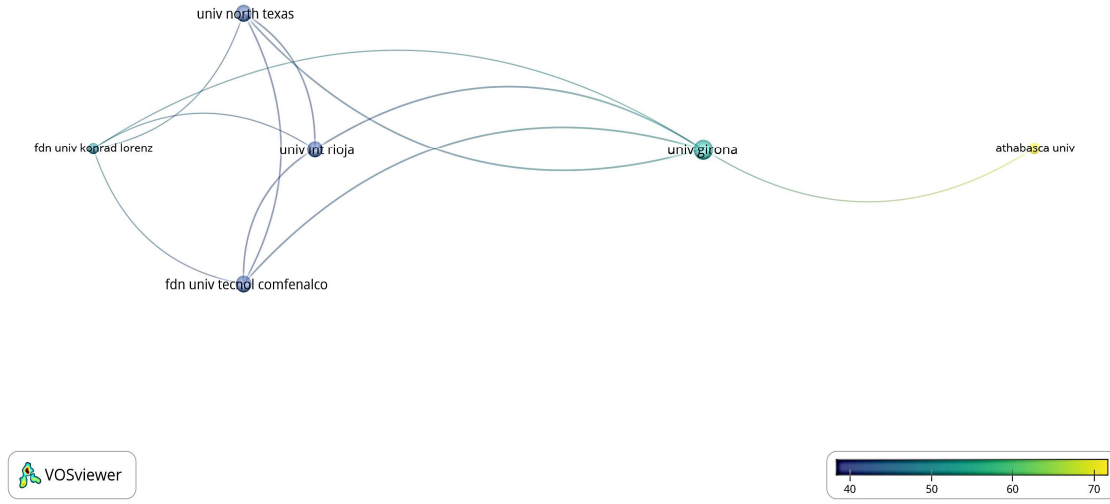 univ north texas
fdn univ konrad lorenz
univ int rioja
univ girona
athabasca univ
fdn univ tecnol comfenalco
VOSviewer
40 50 60 70